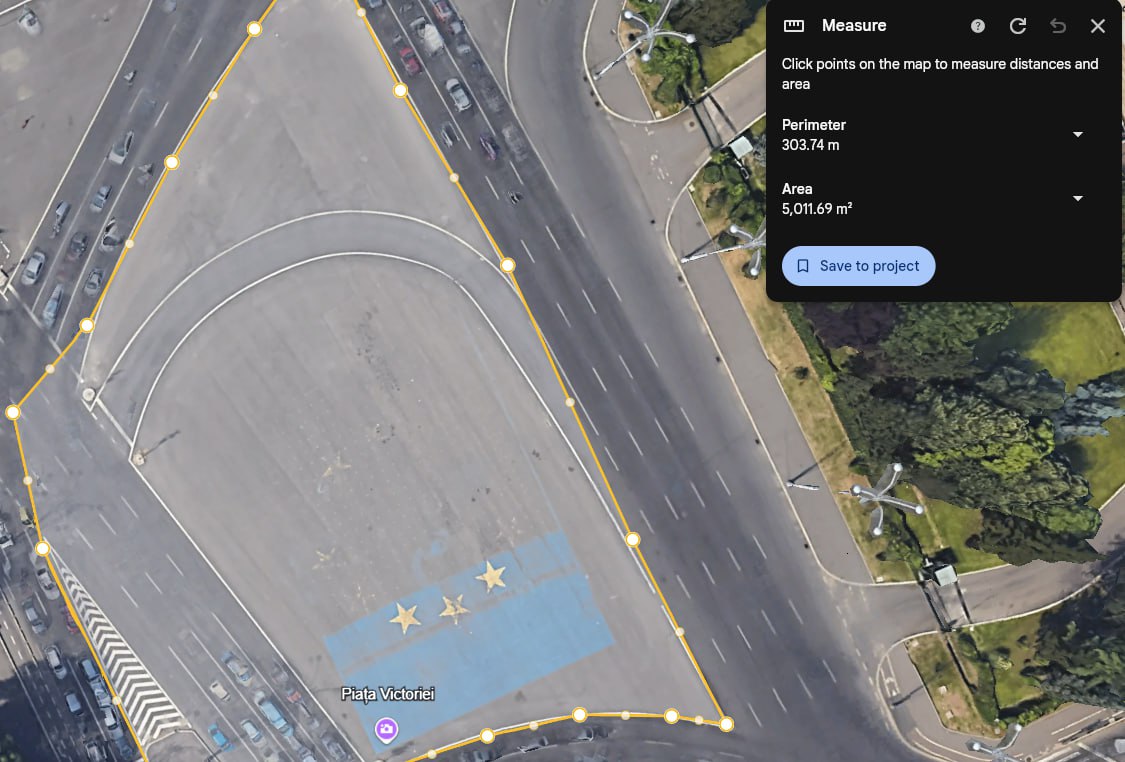 Measure
Click points on the map to measure distances and
area
Perimeter
303.74 m
Area
5,011.69 m²
Save to project
Piața Victoriei